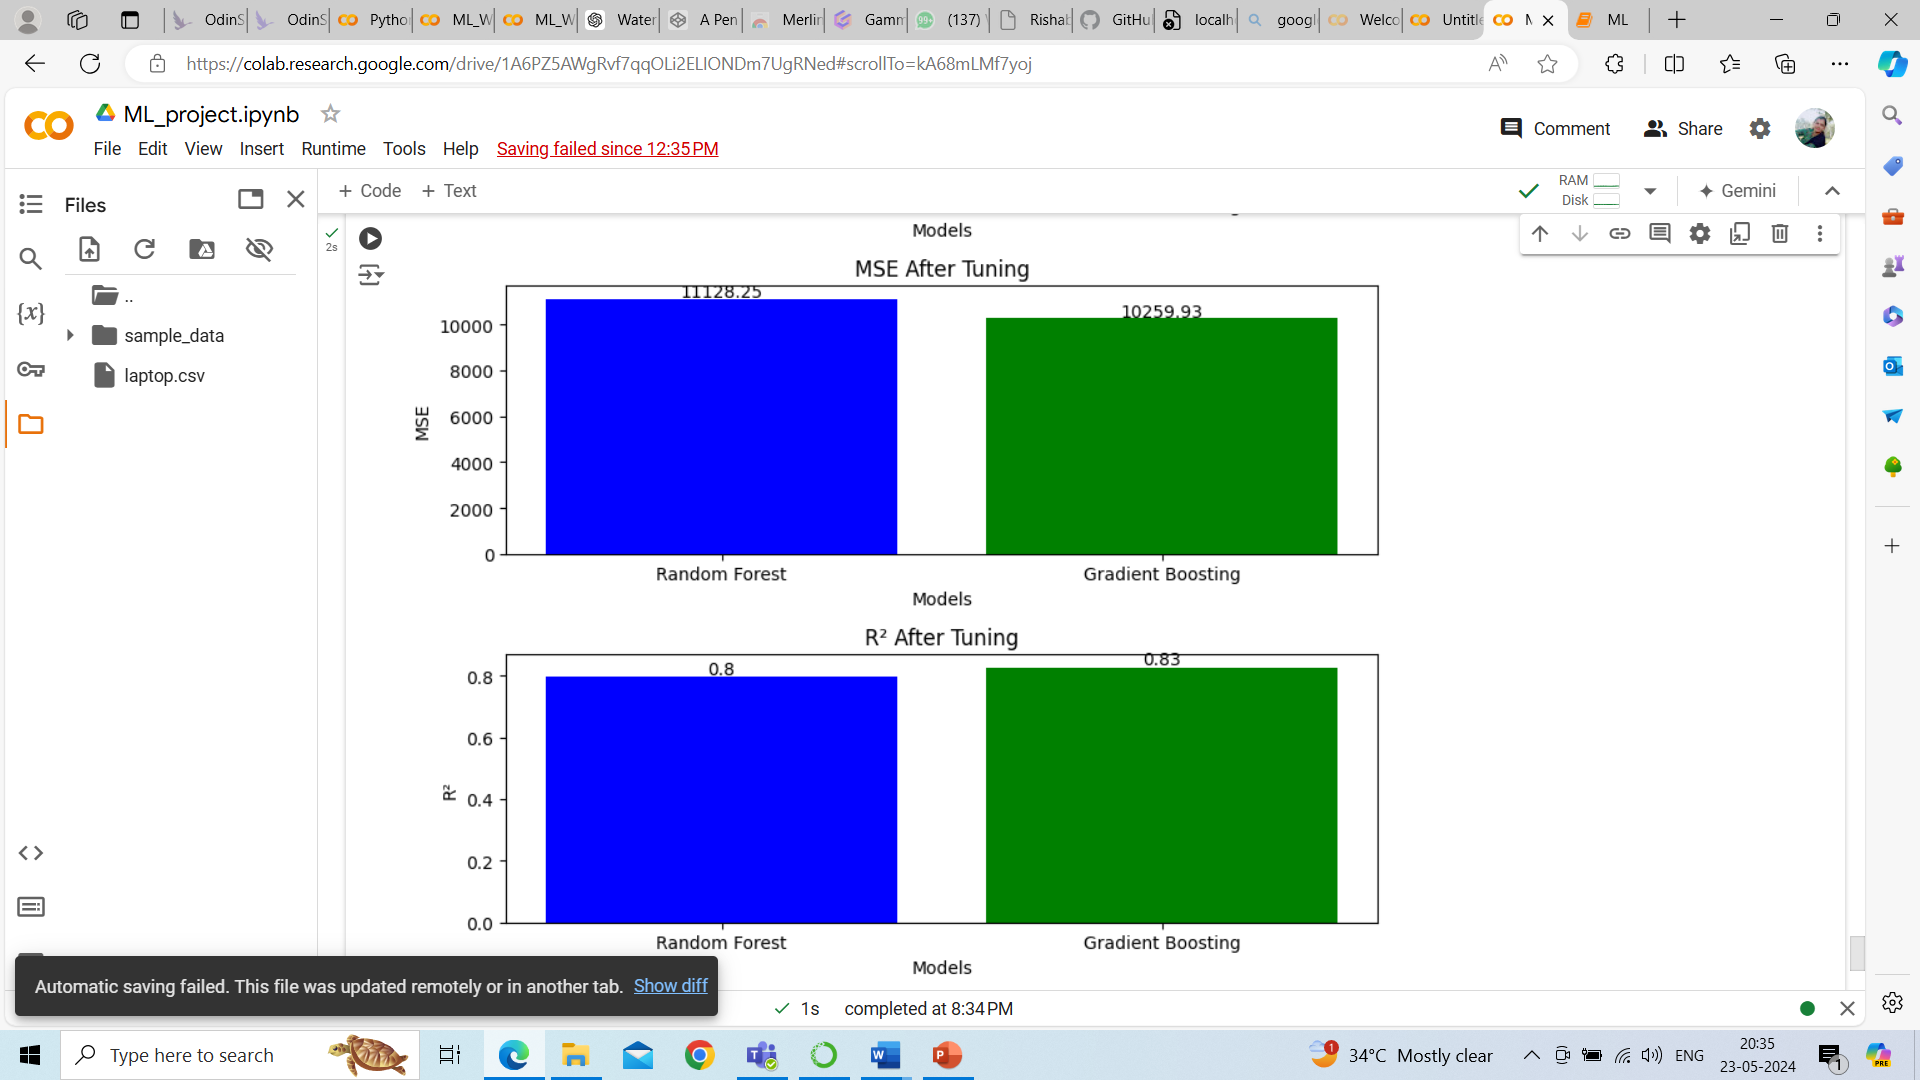 OdinS
OdinS
Pytho
ML_W
ML_W
Water
A Pen
Merlin
Gamm
(137)
Rishab
GitHu
localh
googl
Welco
Untitle
ML
https://colab.research.google.com/drive/1A6PZ5AWgRvf7qqOLi2ELIONDm7UgRNed#scrollTo=kA68mLMf7yoj
ML_project.ipynb
Comment
Share
File Edit View Insert Runtime Tools Help Saving failed since 12:35 PM
Files
+ Code + Text
RAM
Disk
Gemini
2s
..
sample_data
laptop.csv
Models
MSE After Tuning
11128.25
10259.93
10000
8000
6000
4000
2000
0
MSE
Random Forest
Gradient Boosting
Models
R² After Tuning
0.8
0.83
0.8
0.6
0.4
0.2
0.0
R²
Random Forest
Gradient Boosting
Models
Automatic saving failed. This file was updated remotely or in another tab. Show diff
1s completed at 8:34 PM
Type here to search
34°C Mostly clear
ENG
20:35
23-05-2024